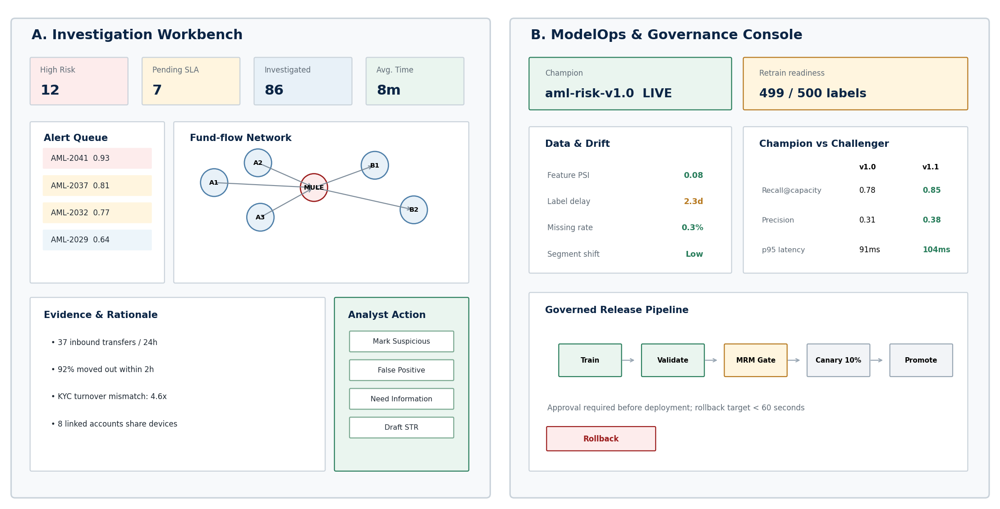 A. Investigation Workbench
High Risk
12
Pending SLA
7
Investigated
86
Avg. Time
8m
Alert Queue
AML-2041 0.93
AML-2037 0.81
AML-2032 0.77
AML-2029 0.64
Fund-flow Network
A1
A2
A3
MULE
B1
B2
Evidence & Rationale
• 37 inbound transfers / 24h
• 92% moved out within 2h
• KYC turnover mismatch: 4.6x
• 8 linked accounts share devices
Analyst Action
Mark Suspicious
False Positive
Need Information
Draft STR
B. ModelOps & Governance Console
Champion
aml-risk-v1.0 LIVE
Retrain readiness
499 / 500 labels
Data & Drift
Feature PSI 0.08
Label delay 2.3d
Missing rate 0.3%
Segment shift Low
Champion vs Challenger
v1.0 v1.1
Recall@capacity 0.78 0.85
Precision 0.31 0.38
p95 latency 91ms 104ms
Governed Release Pipeline
Train
Validate
MRM Gate
Canary 10%
Promote
Approval required before deployment; rollback target < 60 seconds
Rollback